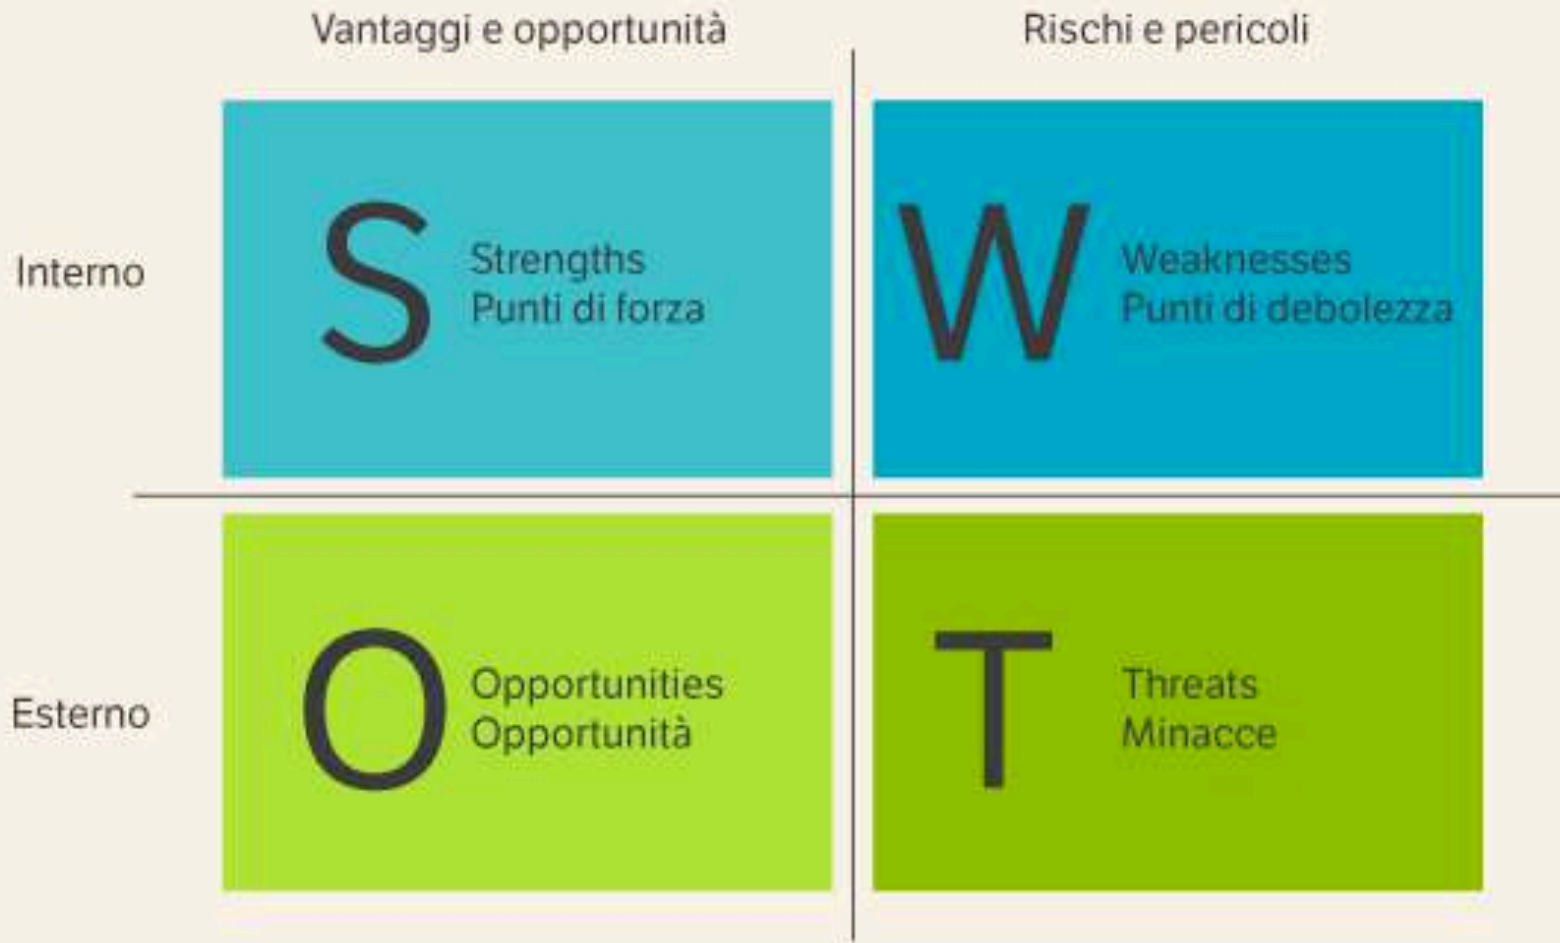 Vantaggi e opportunità
Rischi e pericoli
Interno
S
Strengths
Punti di forza
W
Weaknesses
Punti di debolezza
Esterno
O
Opportunities
Opportunità
T
Threats
Minacce